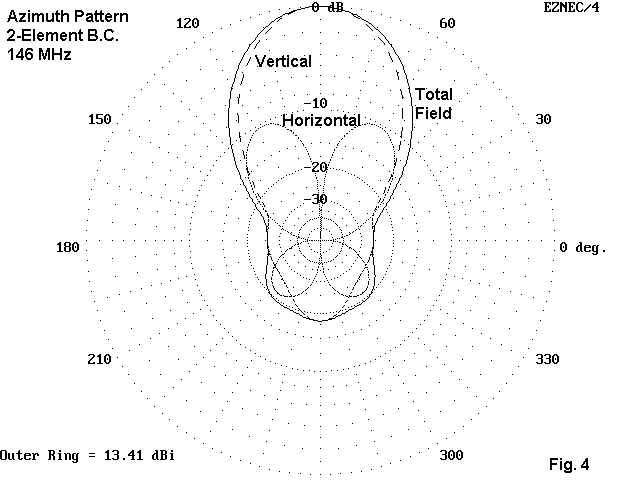 Azimuth Pattern
2-Element B.C.
146 MHz
0 dB
EZNEC/4
120
60
Vertical
Total
Field
-10
Horizontal
150
30
-20
-30
180
0 deg.
210
330
Outer Ring = 13.41 dBi
300
Fig. 4